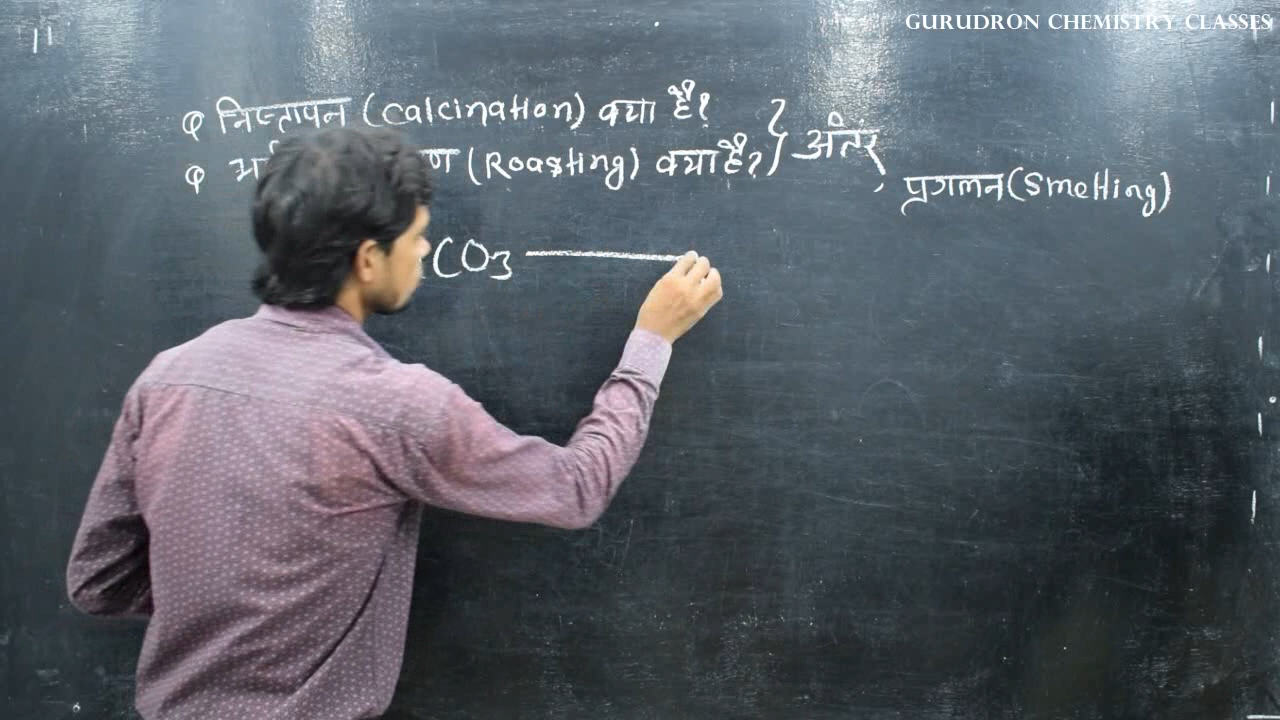 GURUDRON CHEMISTRY CLASSES
Q निस्तापन (Calcination) क्या है?
Q (Roasting) क्या है?
} अंतर,
प्रगलन (Smelting)
CO3